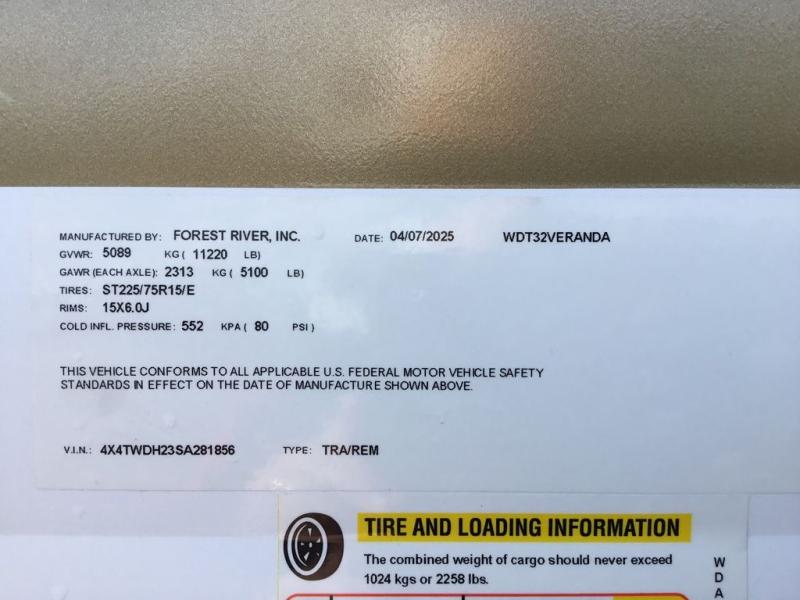 MANUFACTURED BY: FOREST RIVER, INC. DATE: 04/07/2025 WDT32VERANDA
GVWR: 5089 KG ( 11220 LB)
GAWR (EACH AXLE): 2313 KG ( 5100 LB)
TIRES: ST225/75R15/E
RIMS: 15X6.0J
COLD INFL. PRESSURE: 552 KPA ( 80 PSI )
THIS VEHICLE CONFORMS TO ALL APPLICABLE U.S. FEDERAL MOTOR VEHICLE SAFETY
STANDARDS IN EFFECT ON THE DATE OF MANUFACTURE SHOWN ABOVE.
V.I.N.: 4X4TWDH23SA281856 TYPE: TRA/REM
TIRE AND LOADING INFORMATION
The combined weight of cargo should never exceed
1024 kgs or 2258 lbs.
W
D
A